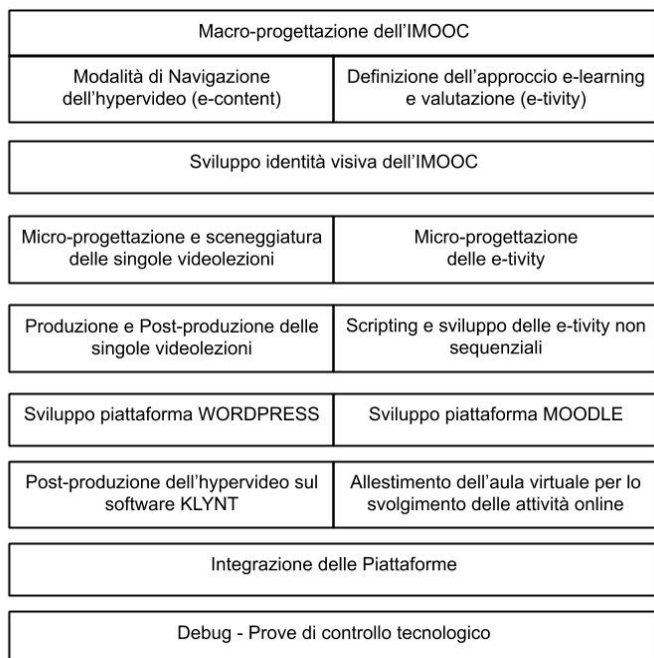 Macro-progettazione dell'IMOOC
Modalità di Navigazione
dell'hypervideo (e-content)
Definizione dell'approccio e-learning
e valutazione (e-tivity)
Sviluppo identità visiva dell'IMOOC
Micro-progettazione e sceneggiatura
delle singole videolezioni
Micro-progettazione
delle e-tivity
Produzione e Post-produzione delle
singole videolezioni
Scripting e sviluppo delle e-tivity non
sequenziali
Sviluppo piattaforma WORDPRESS
Sviluppo piattaforma MOODLE
Post-produzione dell'hypervideo sul
software KLYNT
Allestimento dell'aula virtuale per lo
svolgimento delle attività online
Integrazione delle Piattaforme
Debug - Prove di controllo tecnologico